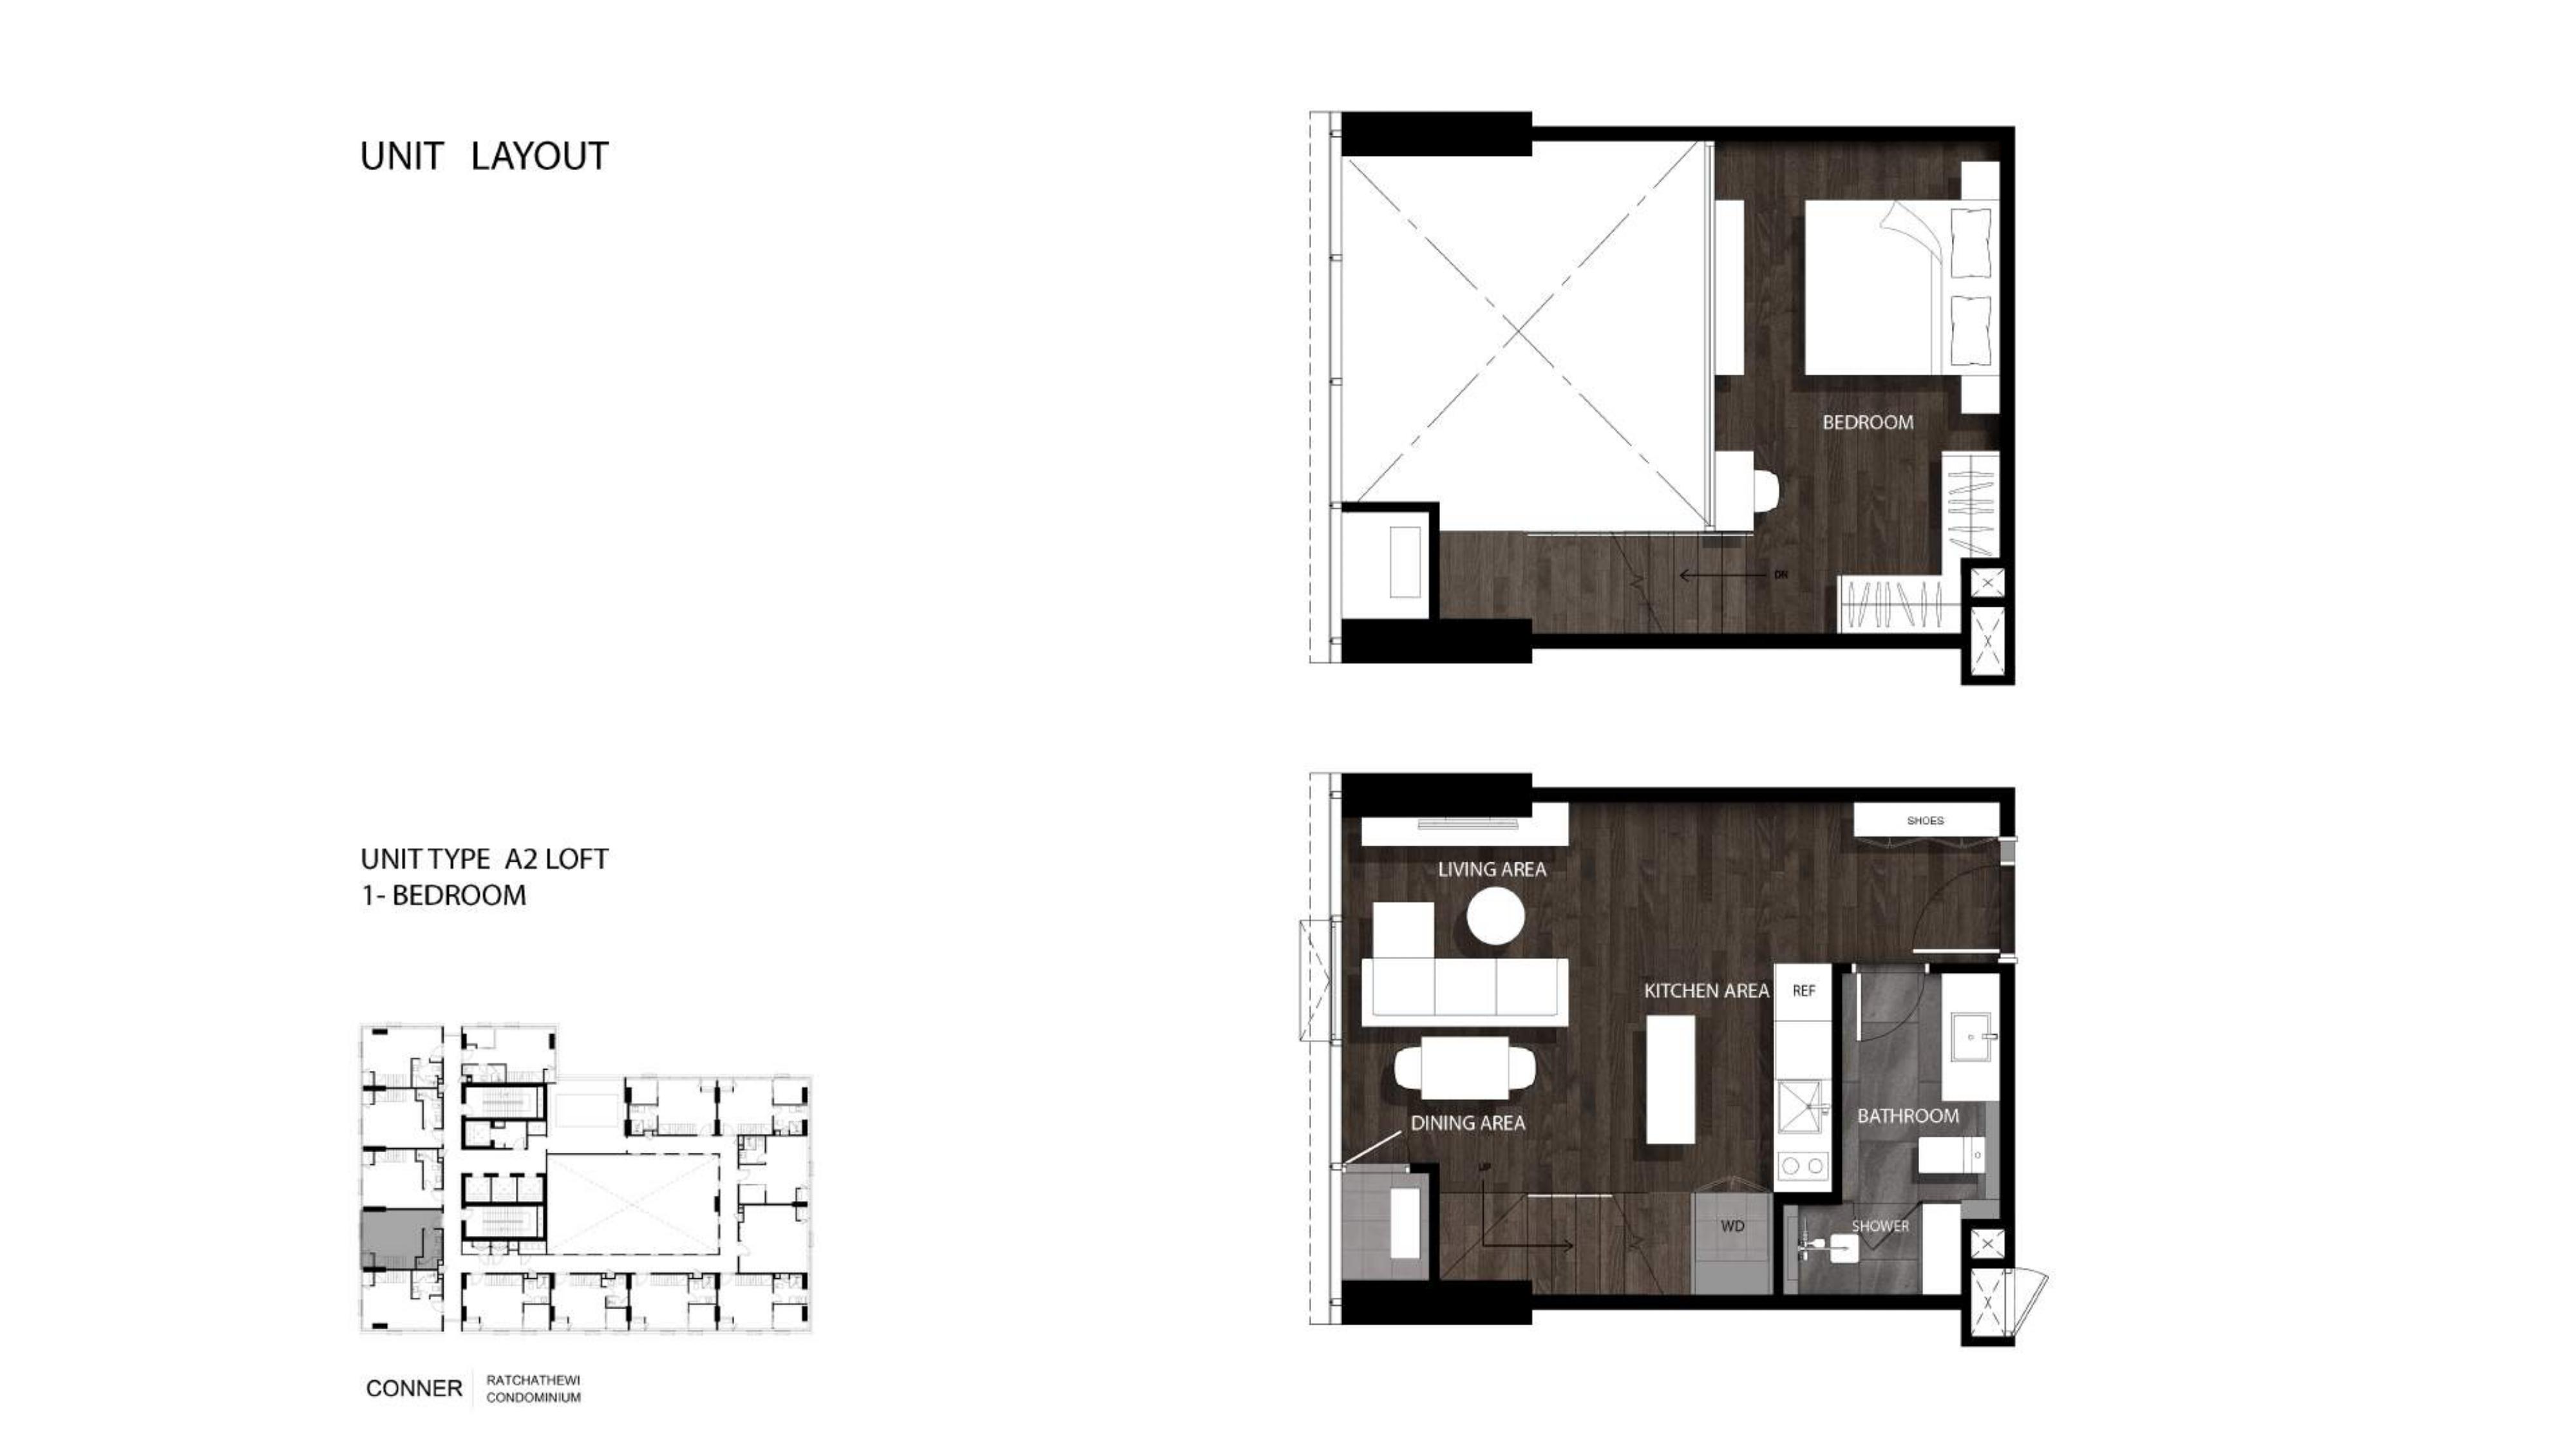 UNIT LAYOUT
BEDROOM
DN
UNIT TYPE A2 LOFT
1- BEDROOM
SHOES
LIVING AREA
KITCHEN AREA
REF
DINING AREA
BATHROOM
UP
WD
SHOWER
CONNER
RATCHATHEWI
CONDOMINIUM